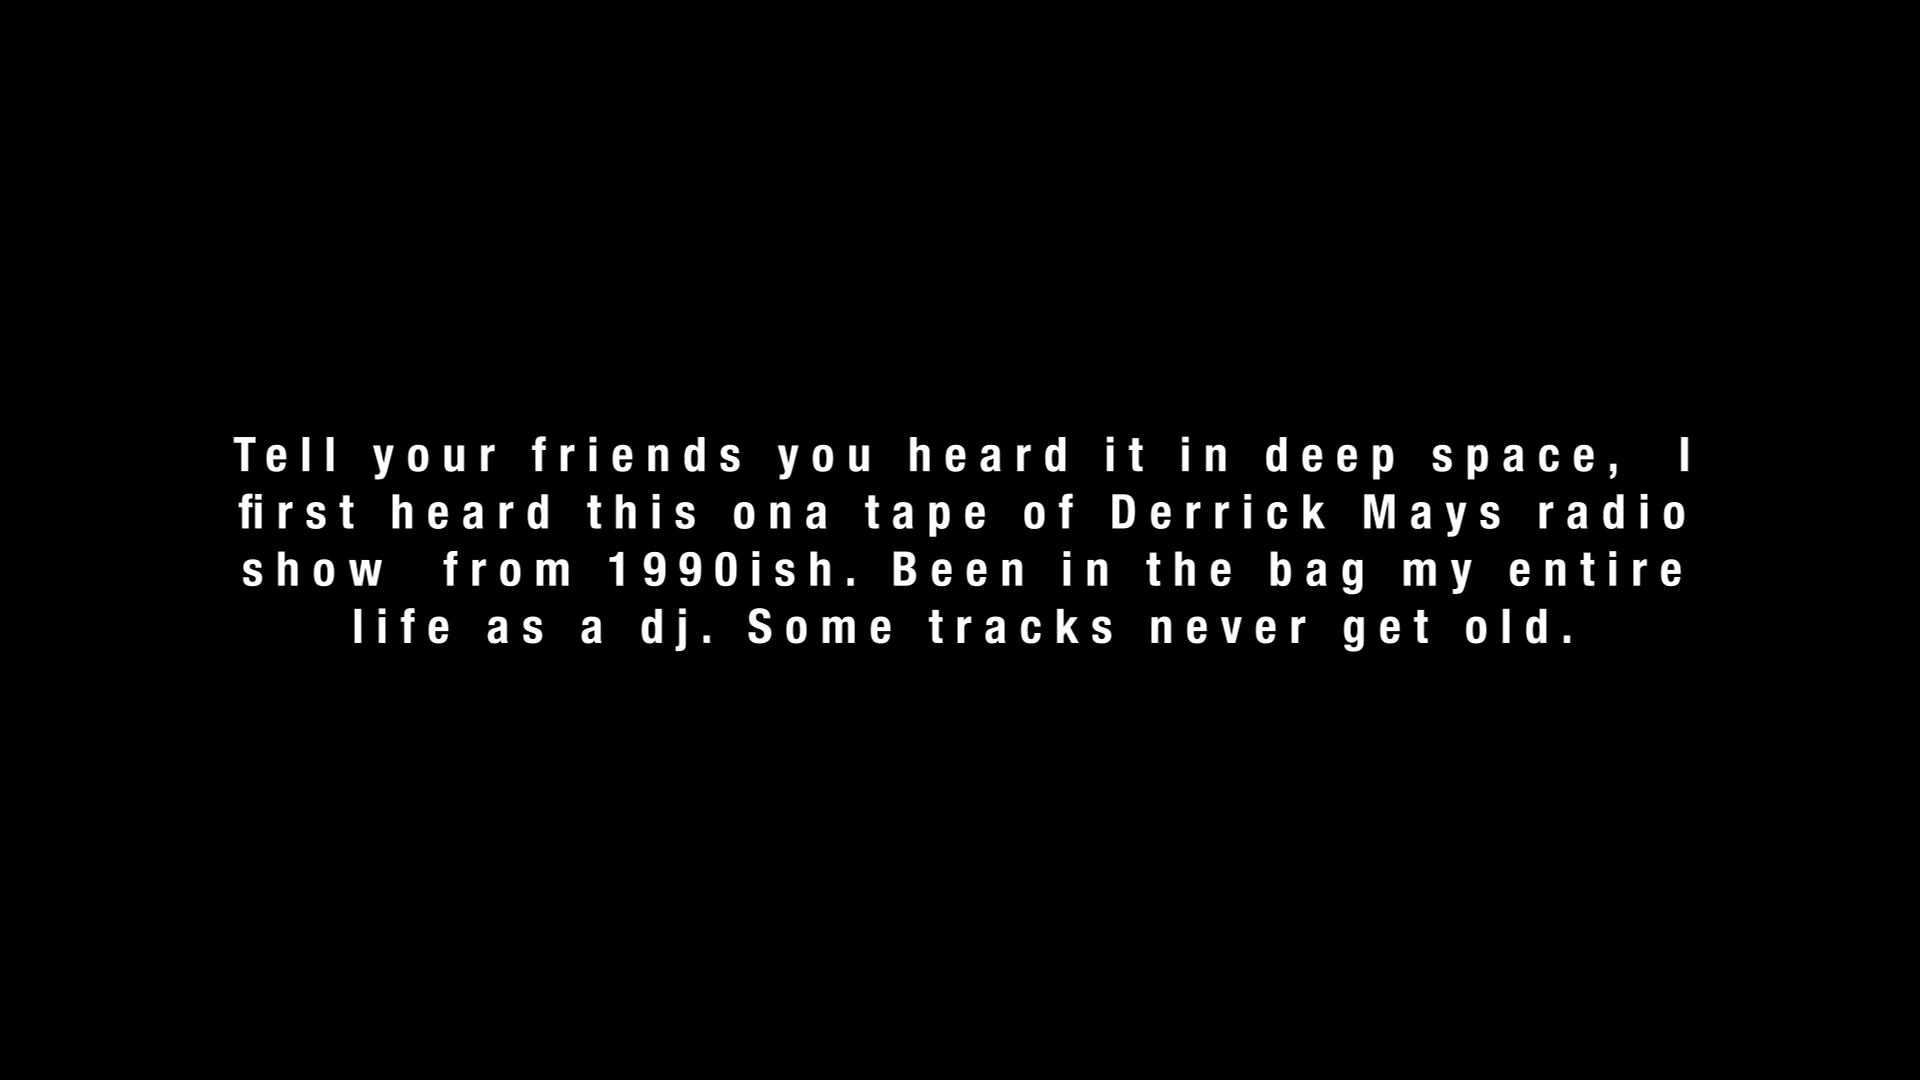 Tell your friends you heard it in deep space,  I
first heard this ona tape of Derrick Mays radio
show  from 1990ish. Been in the bag my entire
life as a dj. Some tracks never get old.